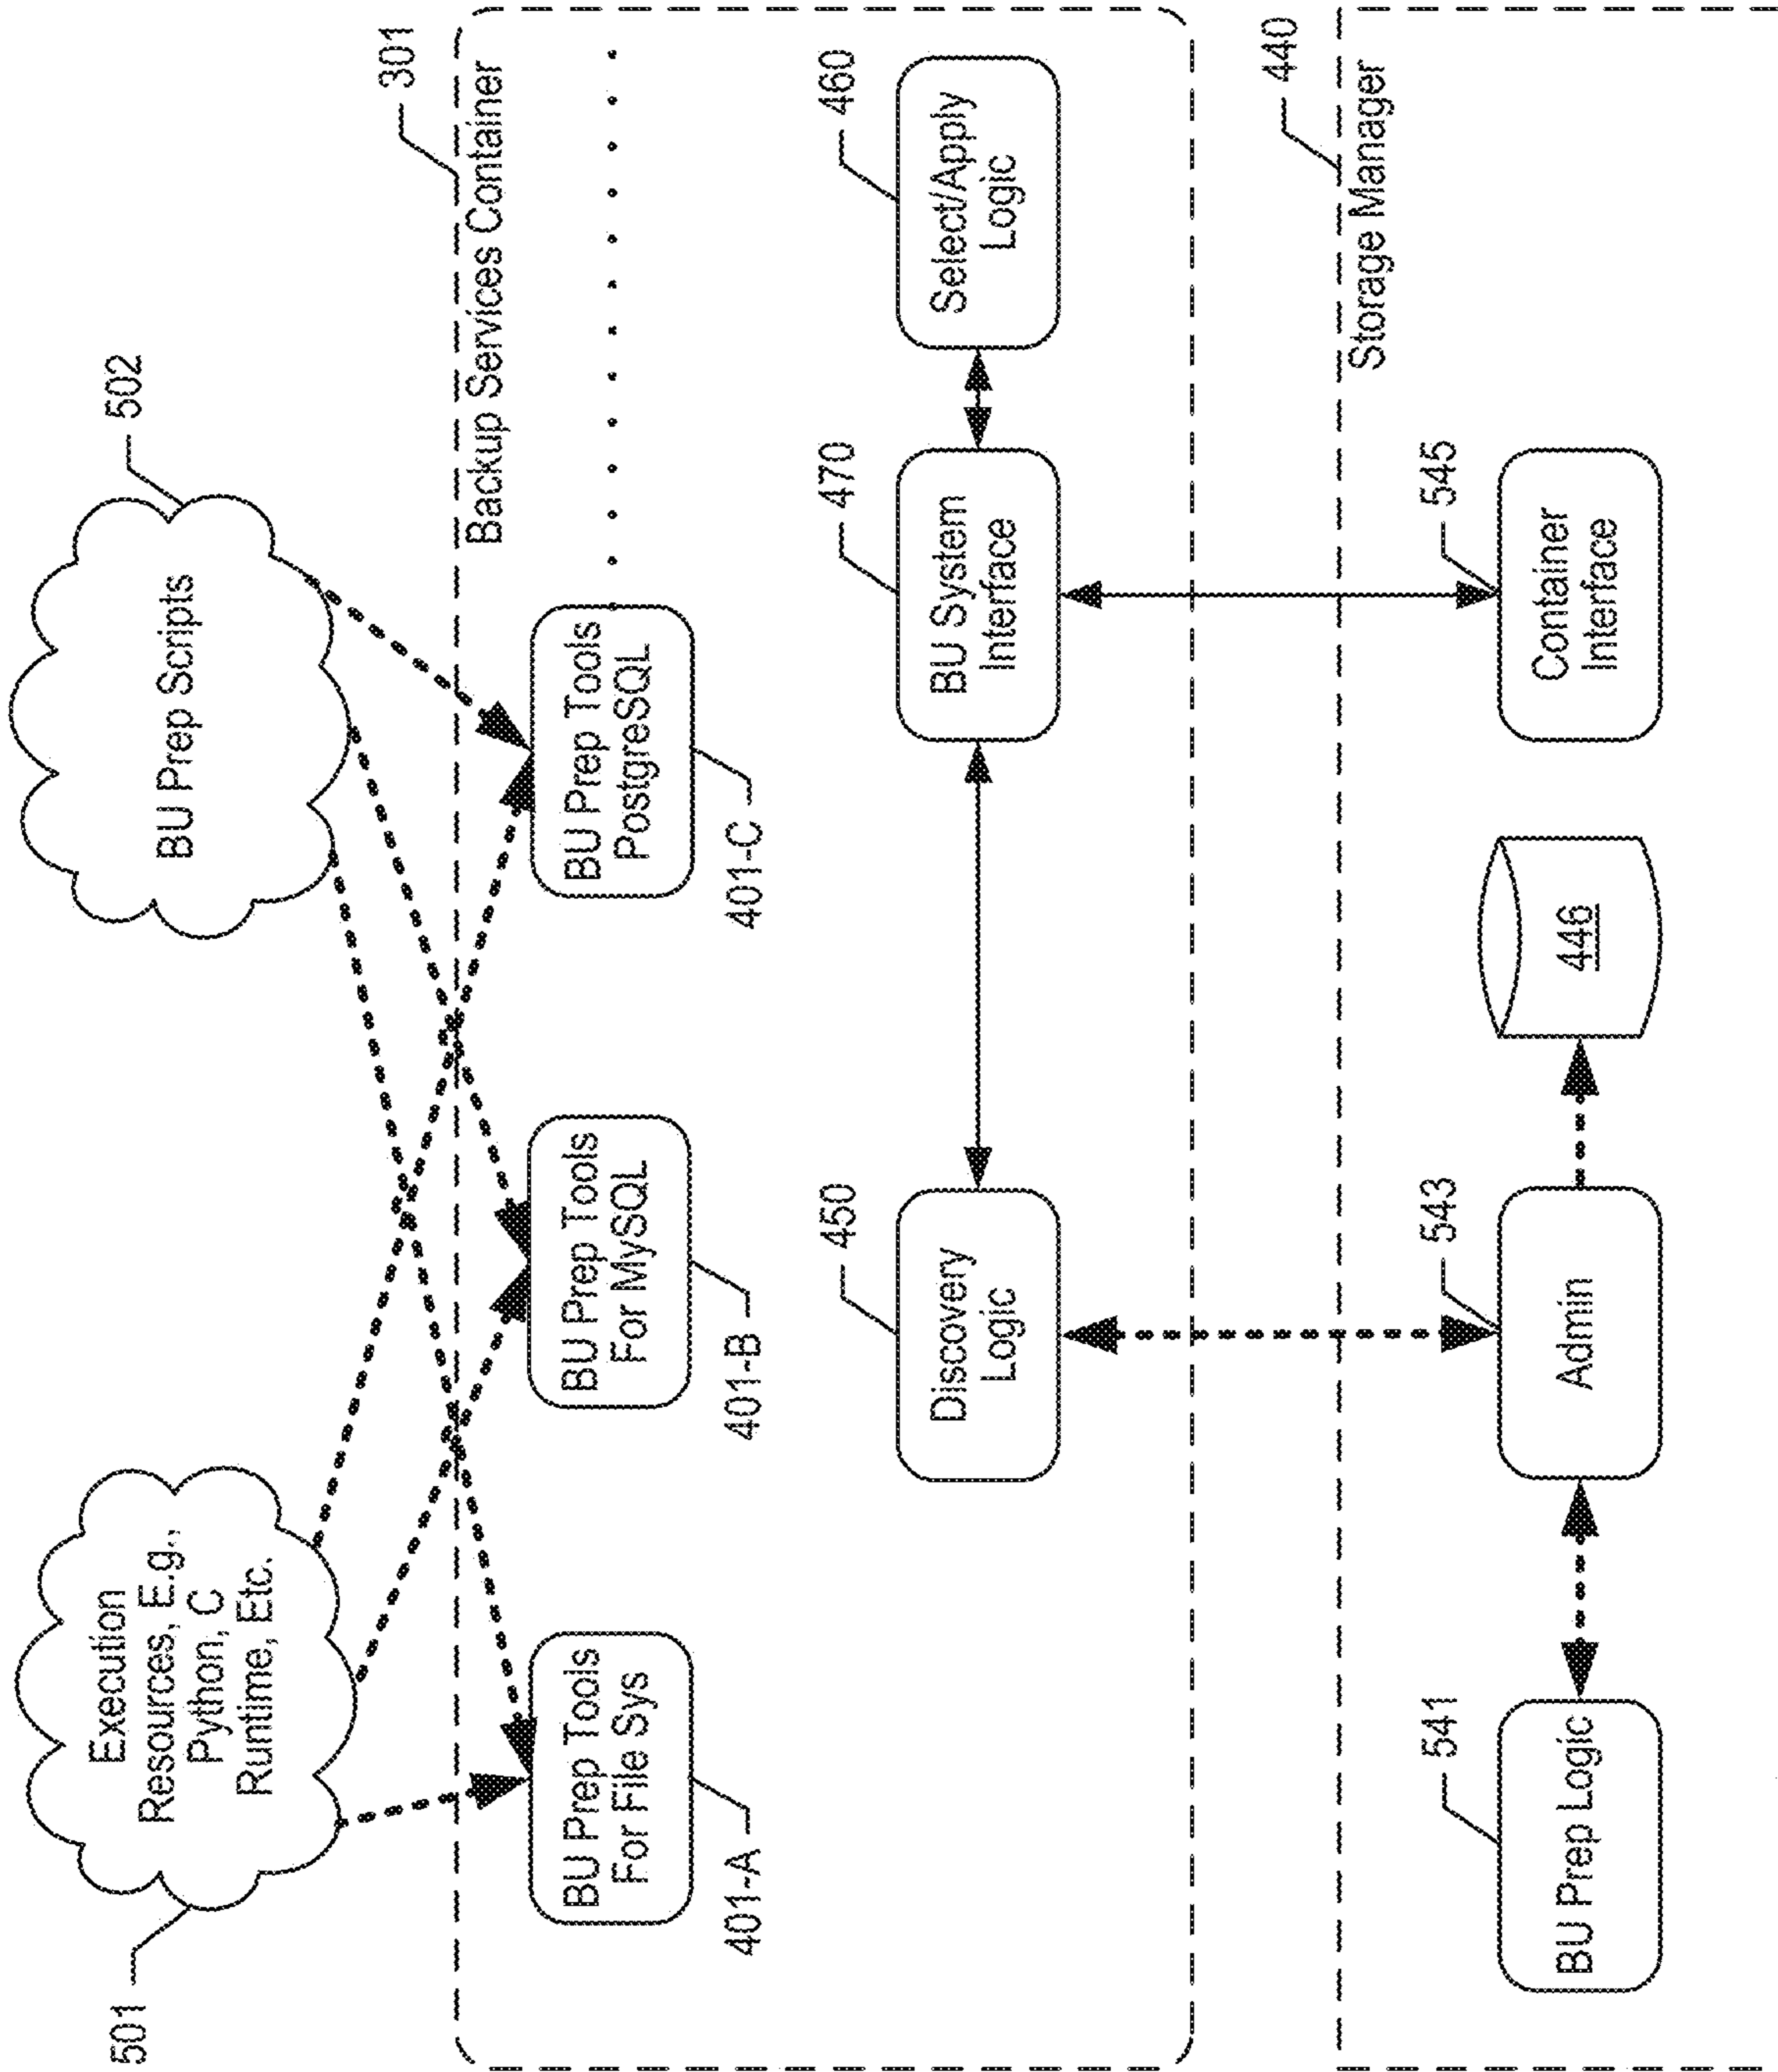 501
Execution
Resources, E.g.,
Python, C
Runtime, Etc.
502
BU Prep Scripts
301
Backup Services Container
BU Prep Tools
For File Sys
401-A
BU Prep Tools
For MySQL
401-B
BU Prep Tools
PostgreSQL
401-C
450
Discovery
Logic
470
BU System
Interface
460
Select/Apply
Logic
440
Storage Manager
541
BU Prep Logic
543
Admin
446
545
Container
Interface